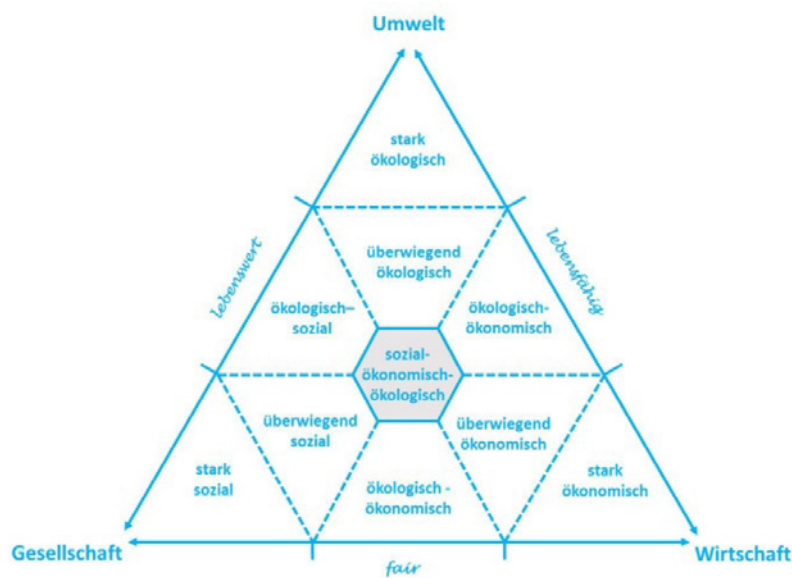 Umwelt
stark
ökologisch
lebenswert
lebensfähig
überwiegend
ökologisch
ökologisch–
sozial
ökologisch-
ökonomisch
sozial-
ökonomisch-
ökologisch
überwiegend
sozial
überwiegend
ökonomisch
stark
sozial
ökologisch -
ökonomisch
stark
ökonomisch
Gesellschaft
fair
Wirtschaft